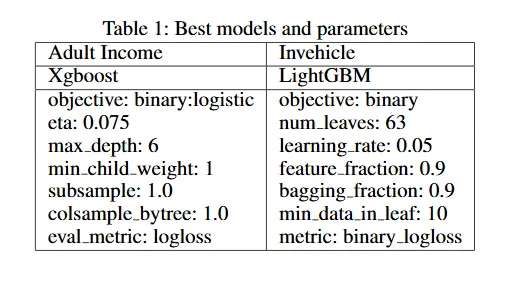 Table 1: Best models and parameters
Adult Income Invehicle
Xgboost LightGBM
objective: binary:logistic objective: binary
eta: 0.075 num_leaves: 63
max_depth: 6 learning_rate: 0.05
min_child_weight: 1 feature_fraction: 0.9
subsample: 1.0 bagging_fraction: 0.9
colsample_bytree: 1.0 min_data_in_leaf: 10
eval_metric: logloss metric: binary_logloss